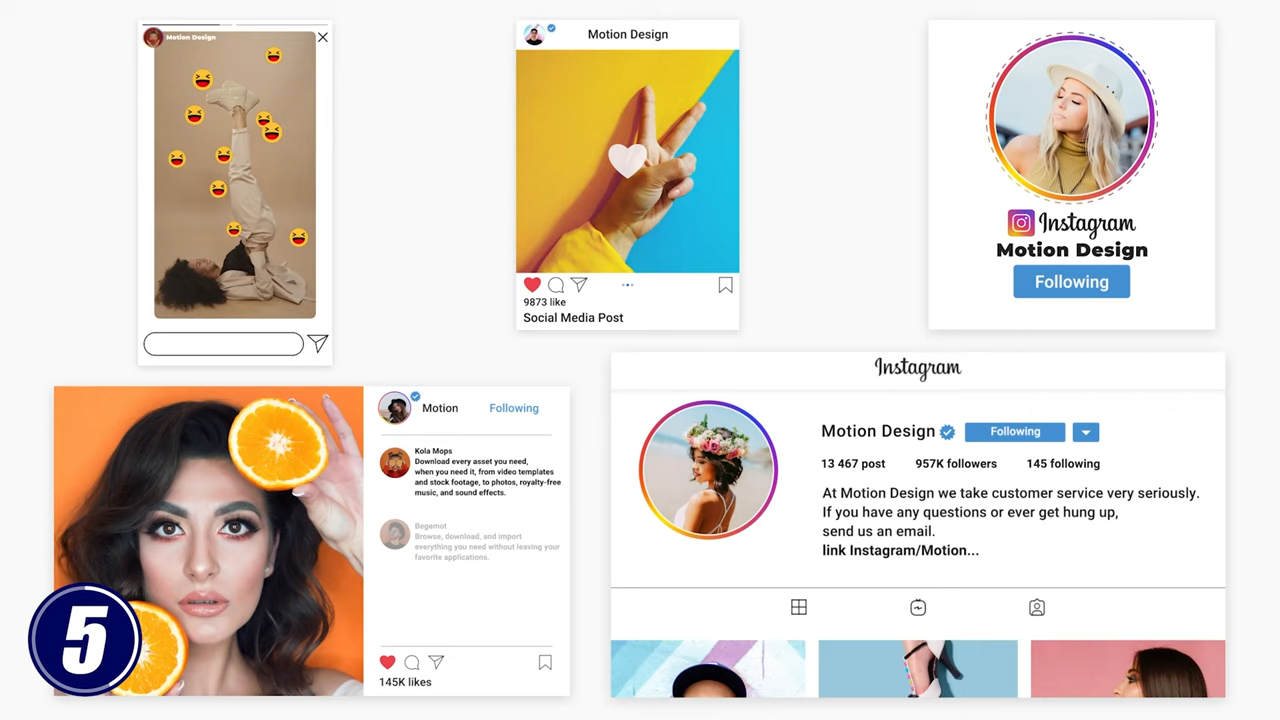 Motion Design
Motion Design
9873 like
Social Media Post
Instagram
Motion Design
Following
Motion
Following
Kola Mops
Download every asset you need,
when you need it, from video templates
and stock footage, to photos, royalty-free
music, and sound effects.
Begemot
Browse, download, and import
everything you need without leaving your
favorite applications.
145K likes
5
Instagram
Motion Design
Following
13 467 post 957K followers 145 following
At Motion Design we take customer service very seriously.
If you have any questions or ever get hung up,
send us an email.
link Instagram/Motion...